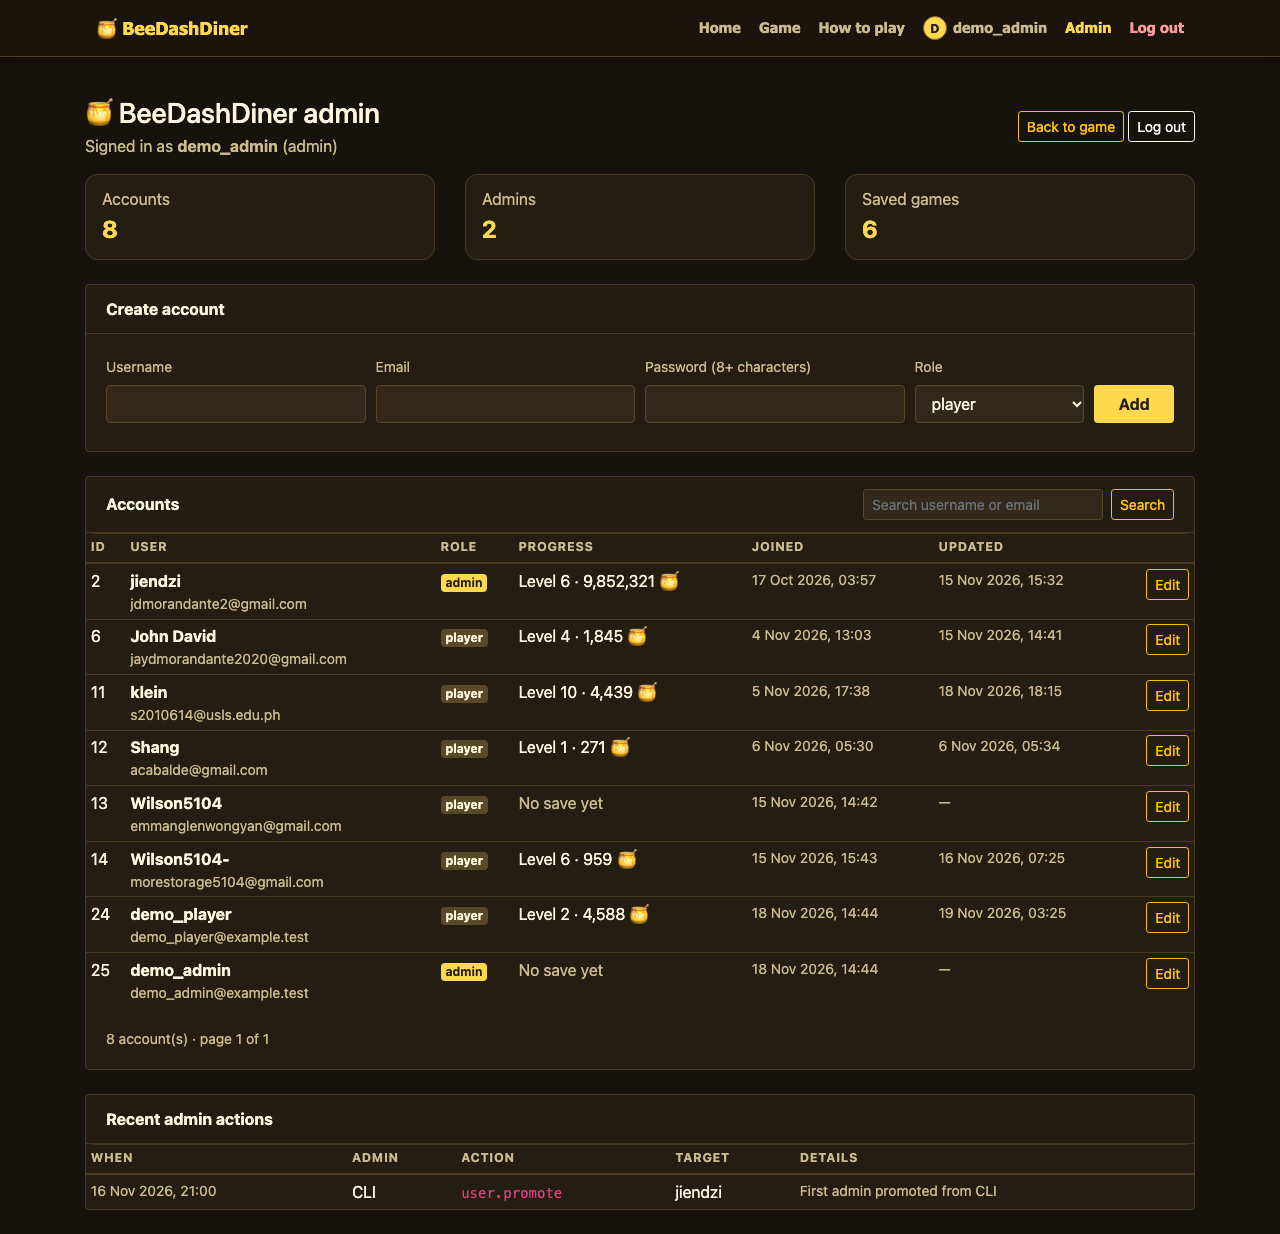 BeeDashDiner
Home Game How to play D demo_admin Admin Log out
BeeDashDiner admin
Signed in as demo_admin (admin)
Back to game Log out
Accounts
8
Admins
2
Saved games
6
Create account
Username Email Password (8+ characters) Role
player Add
Accounts Search username or email Search
ID USER ROLE PROGRESS JOINED UPDATED
2 jiendzi admin Level 6 · 9,852,321 17 Oct 2026, 03:57 15 Nov 2026, 15:32 Edit
jdmorandante2@gmail.com
6 John David player Level 4 · 1,845 4 Nov 2026, 13:03 15 Nov 2026, 14:41 Edit
jaydmorandante2020@gmail.com
11 klein player Level 10 · 4,439 5 Nov 2026, 17:38 18 Nov 2026, 18:15 Edit
s2010614@usls.edu.ph
12 Shang player Level 1 · 271 6 Nov 2026, 05:30 6 Nov 2026, 05:34 Edit
acabalde@gmail.com
13 Wilson5104 player No save yet 15 Nov 2026, 14:42 — Edit
emmanglenwongyan@gmail.com
14 Wilson5104- player Level 6 · 959 15 Nov 2026, 15:43 16 Nov 2026, 07:25 Edit
morestorage5104@gmail.com
24 demo_player player Level 2 · 4,588 18 Nov 2026, 14:44 19 Nov 2026, 03:25 Edit
demo_player@example.test
25 demo_admin admin No save yet 18 Nov 2026, 14:44 — Edit
demo_admin@example.test
8 account(s) · page 1 of 1
Recent admin actions
WHEN ADMIN ACTION TARGET DETAILS
16 Nov 2026, 21:00 CLI user.promote jiendzi First admin promoted from CLI